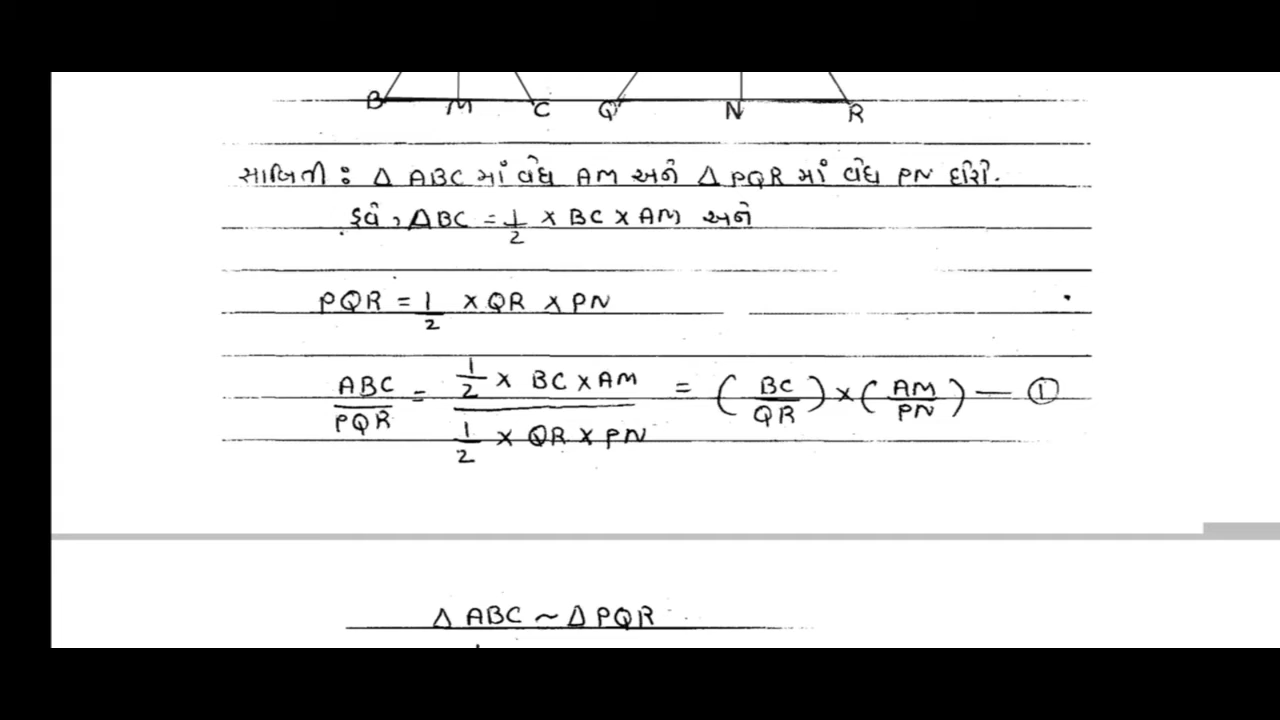 B M C Q N R
સાબિતી : Δ ABC માં વેધ AM અને Δ PQR માં વેધ PN દોરો.
હવે, ΔBC = 1/2 × BC × AM અને
PQR = 1/2 × QR × PN
ABC/PQR = (1/2 × BC × AM)/(1/2 × QR × PN) = (BC/QR) × (AM/PN) — ①
Δ ABC ~ Δ PQR